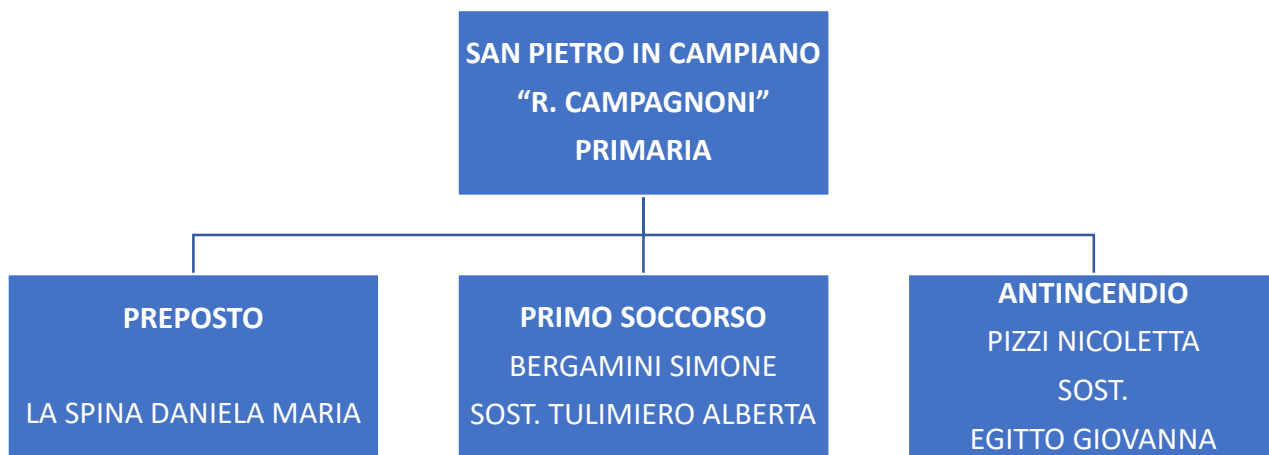 SAN PIETRO IN CAMPIANO
“R. CAMPAGNONI”
PRIMARIA
PREPOSTO
LA SPINA DANIELA MARIA
PRIMO SOCCORSO
BERGAMINI SIMONE
SOST. TULIMIERO ALBERTA
ANTINCENDIO
PIZZI NICOLETTA
SOST.
EGITTO GIOVANNA